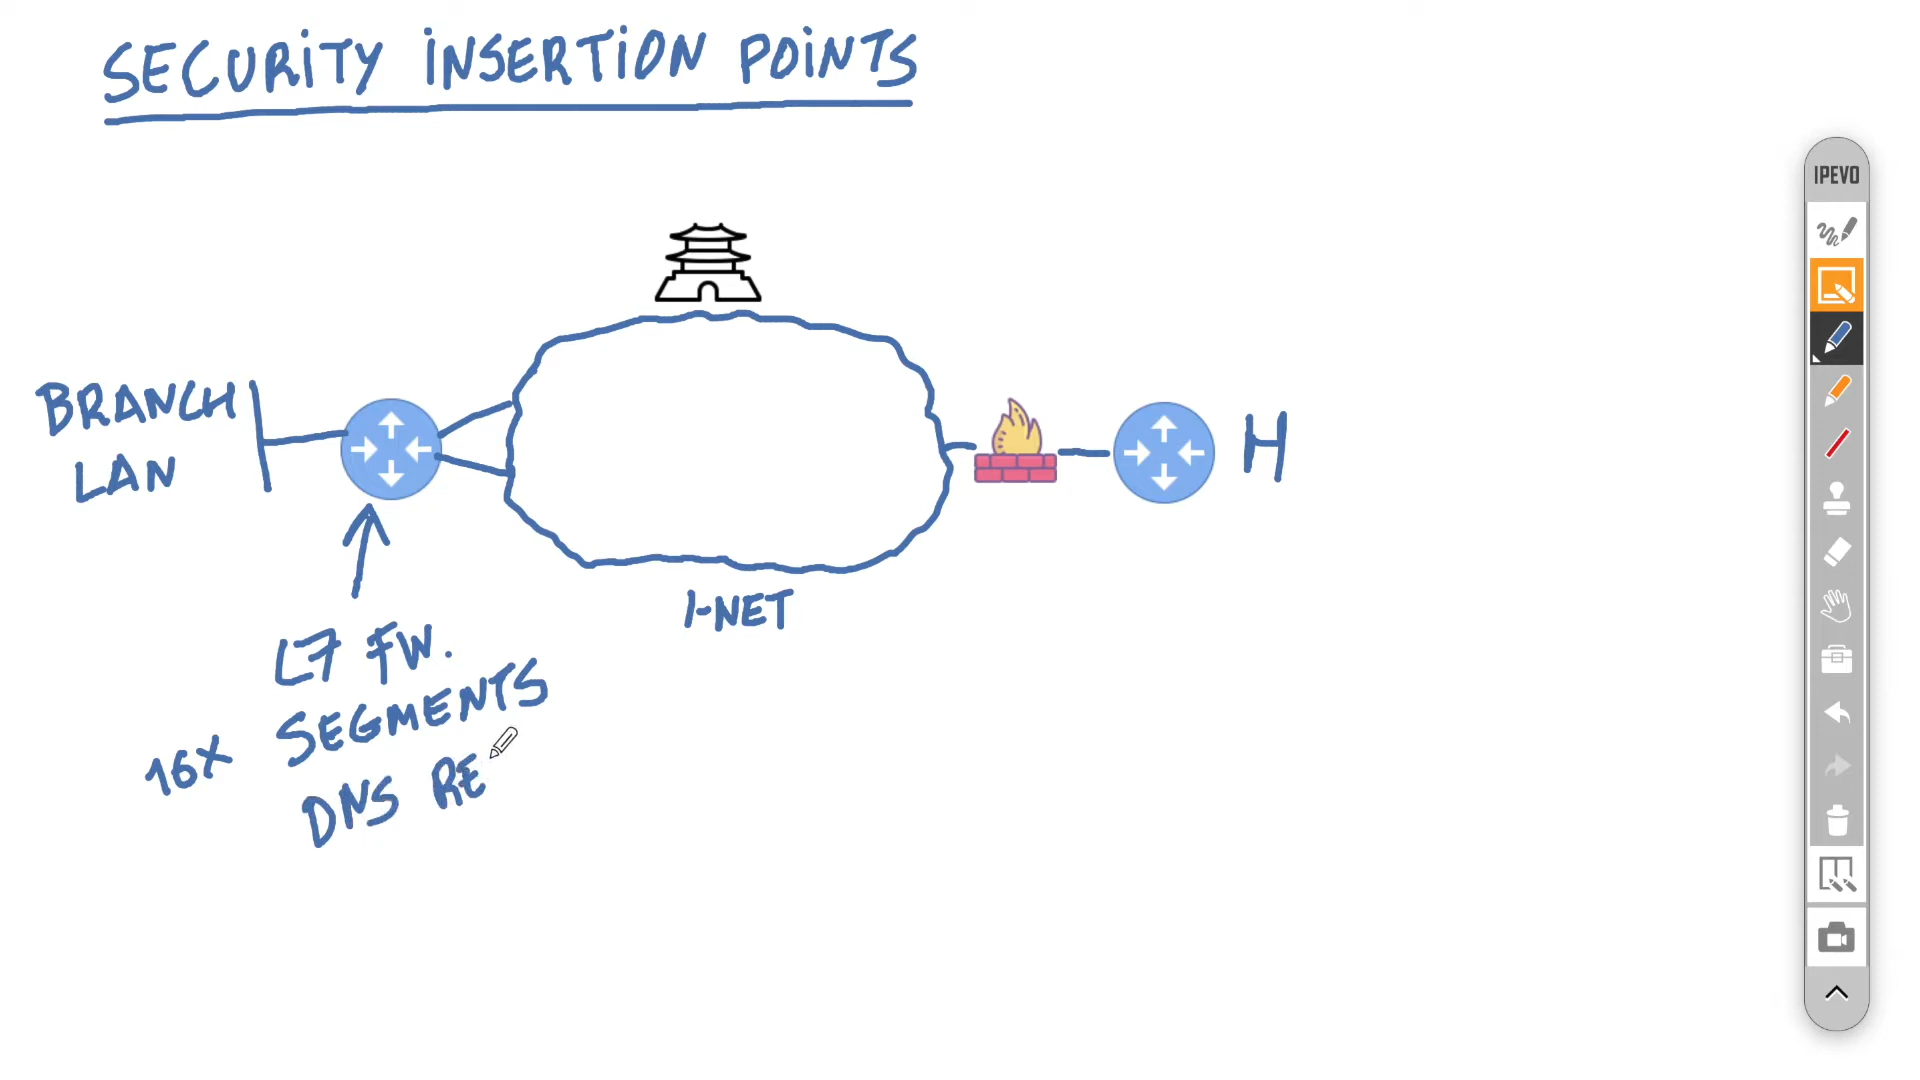 SECURITY INSERTION POINTS
IPEVO
BRANCH
LAN
H
I-NET
L7 FW.
16X SEGMENTS
DNS RE